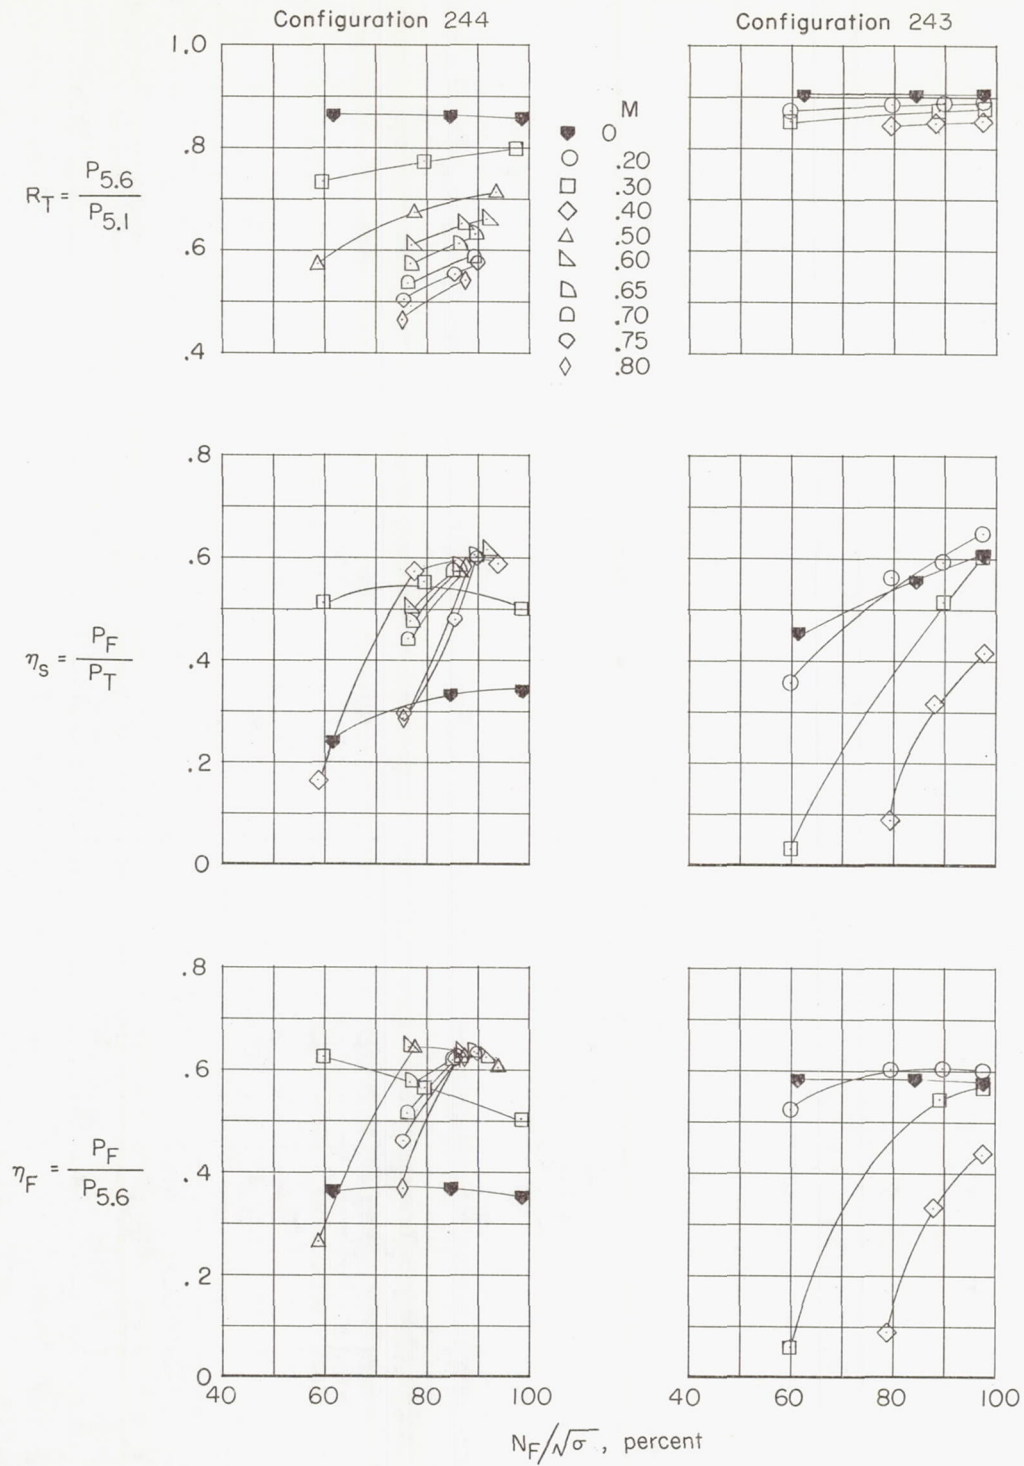 Configuration 244
Configuration 243
1.0
.8
.6
.4
R_T = P_5.6 / P_5.1
M
0
.20
.30
.40
.50
.60
.65
.70
.75
.80
.8
.6
.4
.2
0
η_s = P_F / P_T
.8
.6
.4
.2
0
η_F = P_F / P_5.6
40 60 80 100
40 60 80 100
N_F/√σ, percent